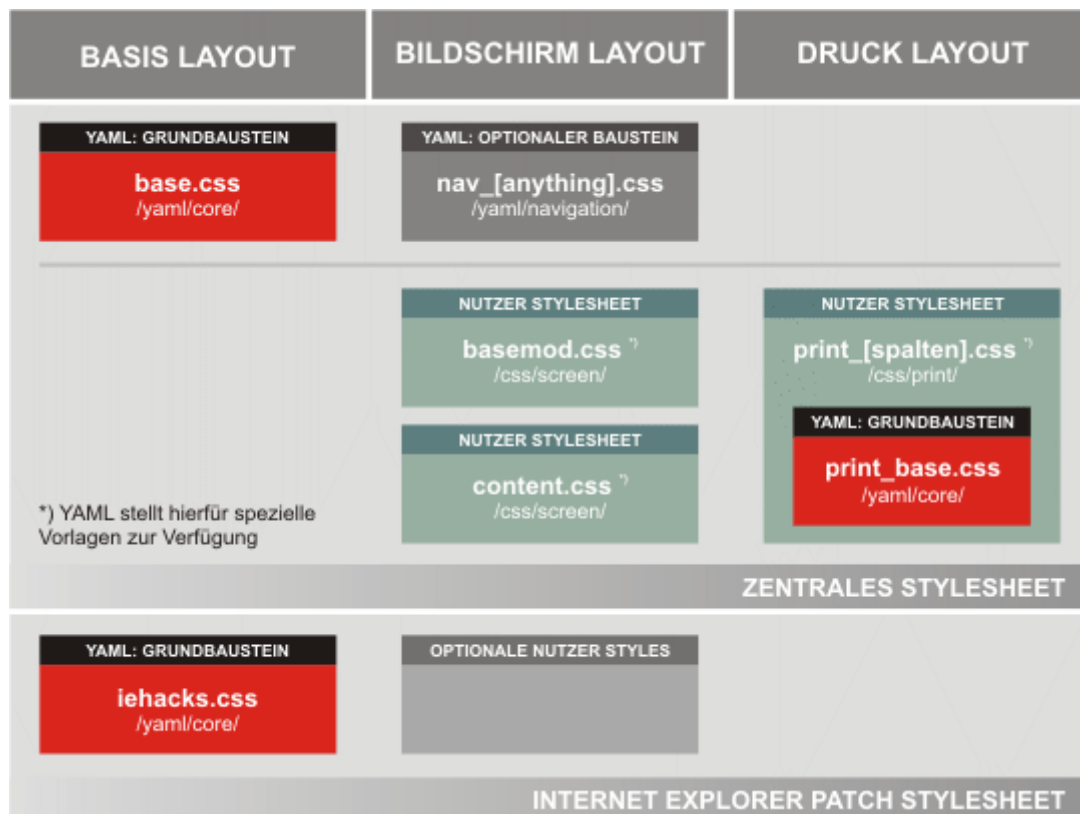 BASIS LAYOUT
BILDSCHIRM LAYOUT
DRUCK LAYOUT
YAML: GRUNDBAUSTEIN
base.css
/yaml/core/
YAML: OPTIONALER BAUSTEIN
nav_[anything].css
/yaml/navigation/
NUTZER STYLESHEET
basemod.css *)
/css/screen/
NUTZER STYLESHEET
content.css *)
/css/screen/
NUTZER STYLESHEET
print_[spalten].css *)
/css/print/
YAML: GRUNDBAUSTEIN
print_base.css
/yaml/core/
*) YAML stellt hierfür spezielle
Vorlagen zur Verfügung
ZENTRALES STYLESHEET
YAML: GRUNDBAUSTEIN
iehacks.css
/yaml/core/
OPTIONALE NUTZER STYLES
INTERNET EXPLORER PATCH STYLESHEET